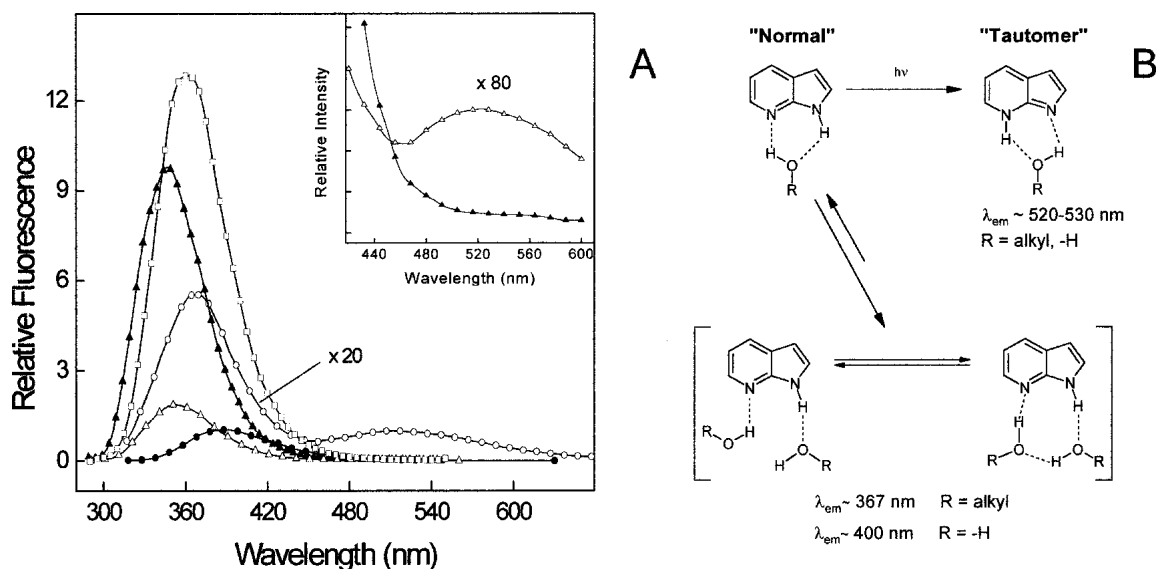 Relative Fluorescence
12
9
6
3
0
300
360
420
480
540
600
Wavelength (nm)
x 20
Relative Intensity
x 80
440
480
520
560
600
Wavelength (nm)
A
B
"Normal"
"Tautomer"
hν
N
N
H
H
O
R
N
H
N
H
O
R
λem ~ 520-530 nm
R = alkyl, -H
N
N
H
R
O
H
H
O
R
N
N
H
H
R
O
H
O
R
λem~ 367 nm R = alkyl
λem~ 400 nm R = -H